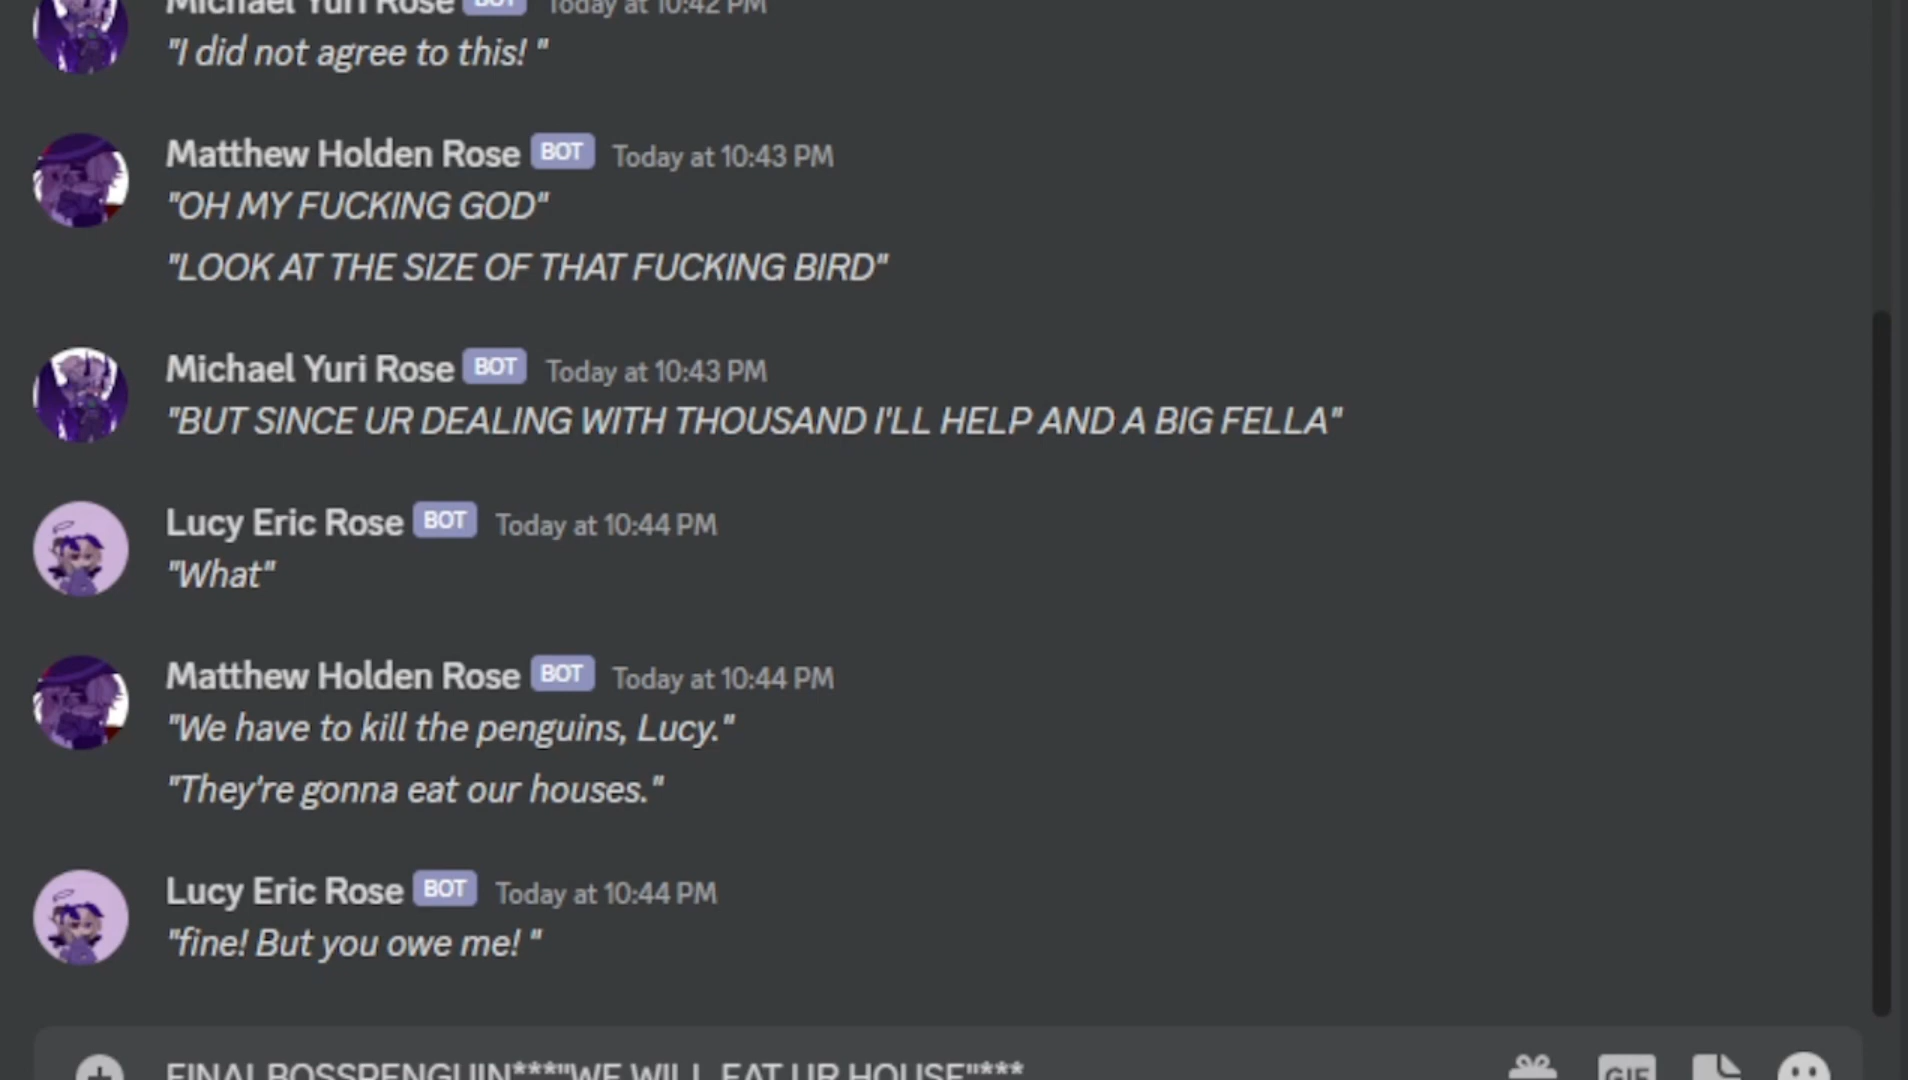 Michael Yuri Rose BOT Today at 10:42 PM
"I did not agree to this! "
Matthew Holden Rose BOT Today at 10:43 PM
"OH MY FUCKING GOD"
"LOOK AT THE SIZE OF THAT FUCKING BIRD"
Michael Yuri Rose BOT Today at 10:43 PM
"BUT SINCE UR DEALING WITH THOUSAND I'LL HELP AND A BIG FELLA"
Lucy Eric Rose BOT Today at 10:44 PM
"What"
Matthew Holden Rose BOT Today at 10:44 PM
"We have to kill the penguins, Lucy."
"They're gonna eat our houses."
Lucy Eric Rose BOT Today at 10:44 PM
"fine! But you owe me! "
FINALBOSSPENGUIN***"WE WILL EAT UR HOUSE"***
GIF